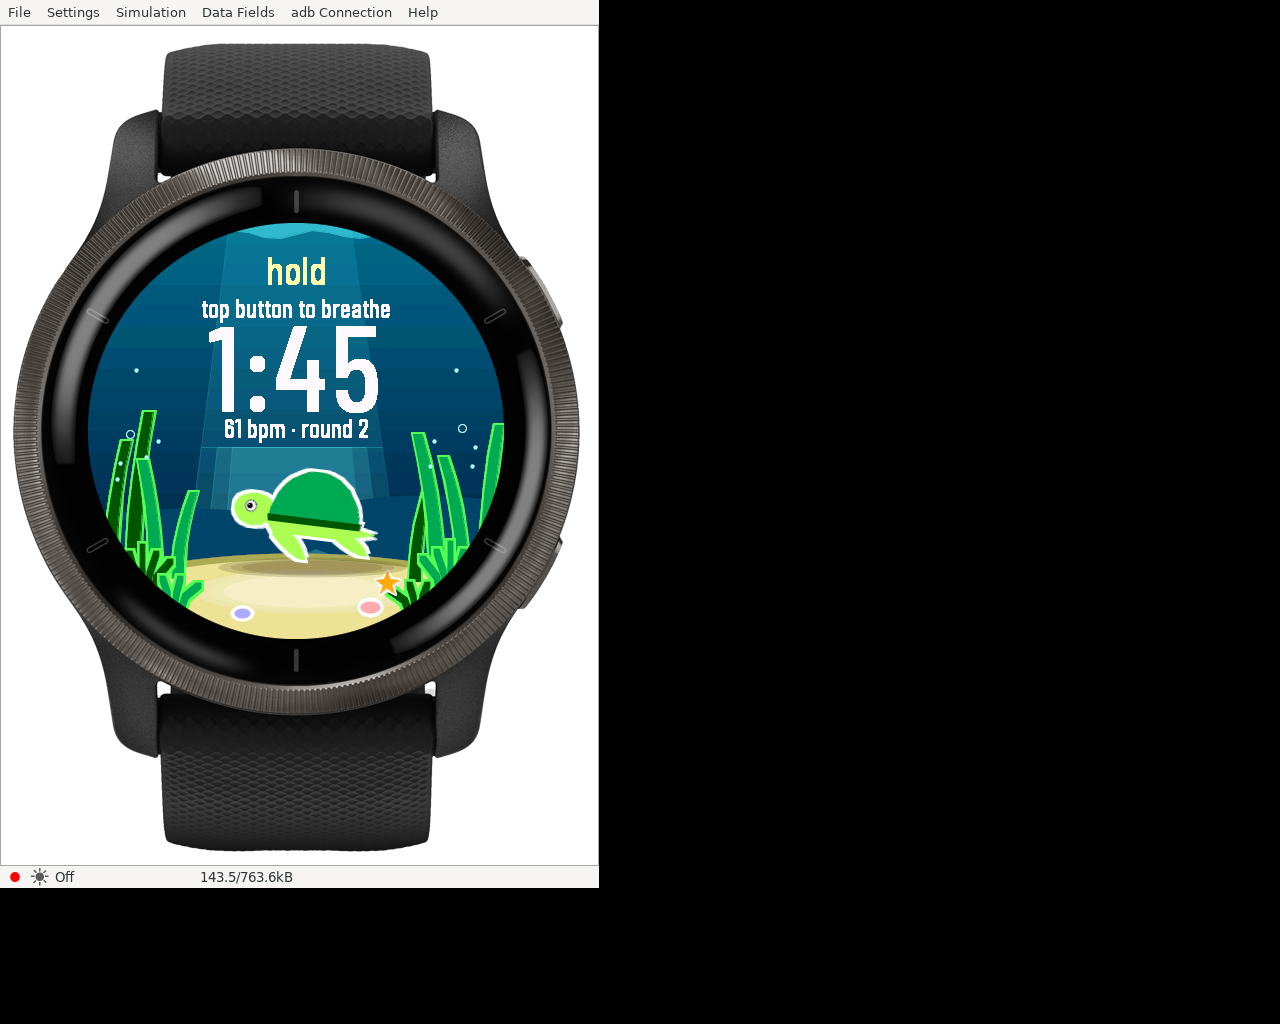 File Settings Simulation Data Fields adb Connection Help
hold
top button to breathe
1:45
61 bpm · round 2
Off 143.5/763.6kB